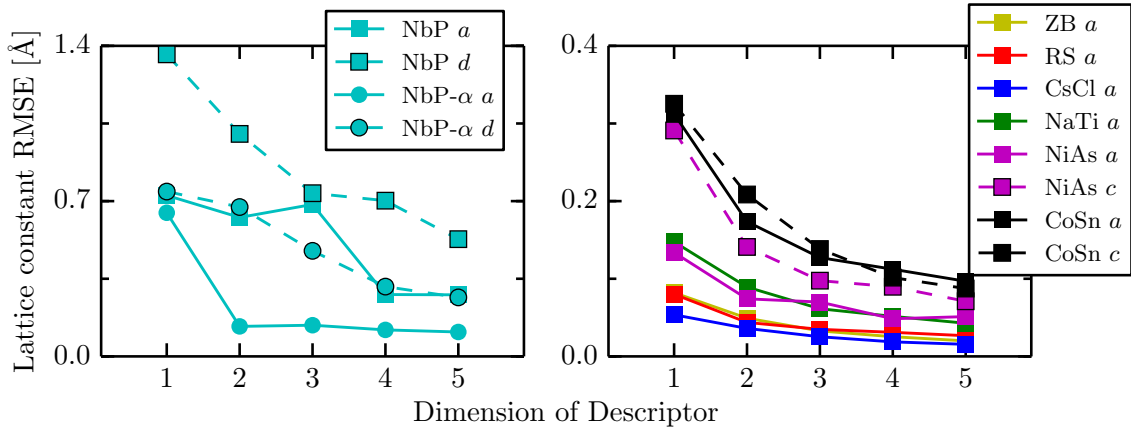 Lattice constant RMSE [Å]
1.4
0.7
0.0
1 2 3 4 5
NbP a
NbP d
NbP-α a
NbP-α d
0.4
0.2
0.0
1 2 3 4 5
ZB a
RS a
CsCl a
NaTi a
NiAs a
NiAs c
CoSn a
CoSn c
Dimension of Descriptor